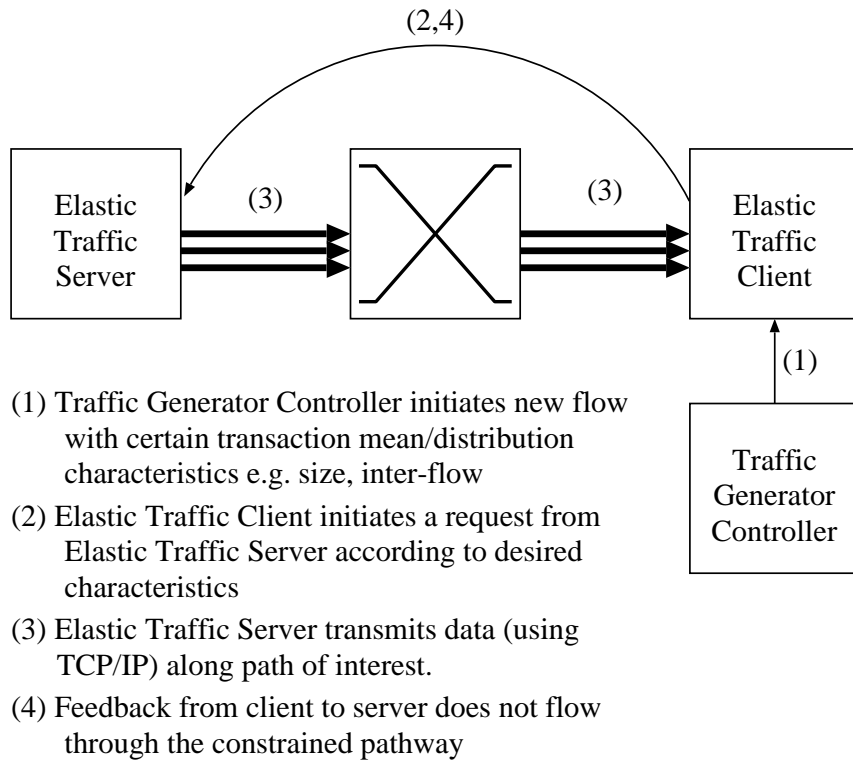 (2,4)
Elastic
Traffic
Server
(3)
(3)
Elastic
Traffic
Client
(1)
Traffic
Generator
Controller
(1) Traffic Generator Controller initiates new flow
with certain transaction mean/distribution
characteristics e.g. size, inter-flow
(2) Elastic Traffic Client initiates a request from
Elastic Traffic Server according to desired
characteristics
(3) Elastic Traffic Server transmits data (using
TCP/IP) along path of interest.
(4) Feedback from client to server does not flow
through the constrained pathway